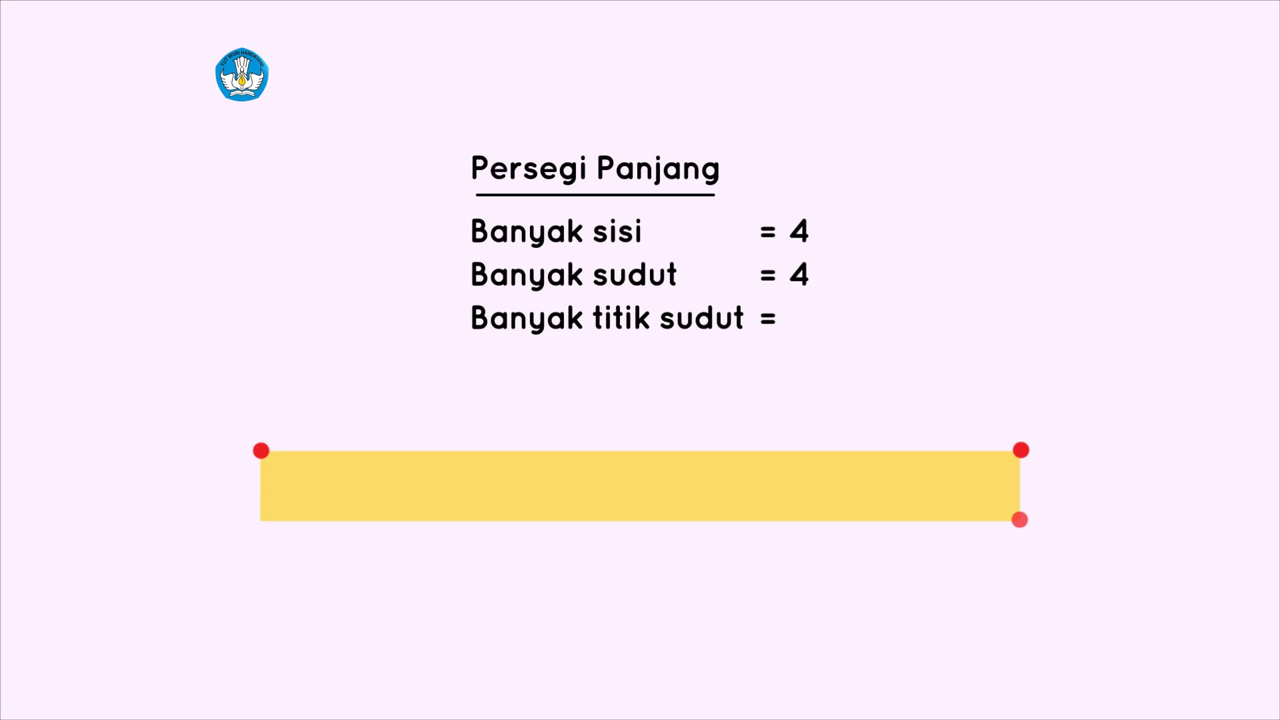 Persegi Panjang
Banyak sisi = 4
Banyak sudut = 4
Banyak titik sudut =